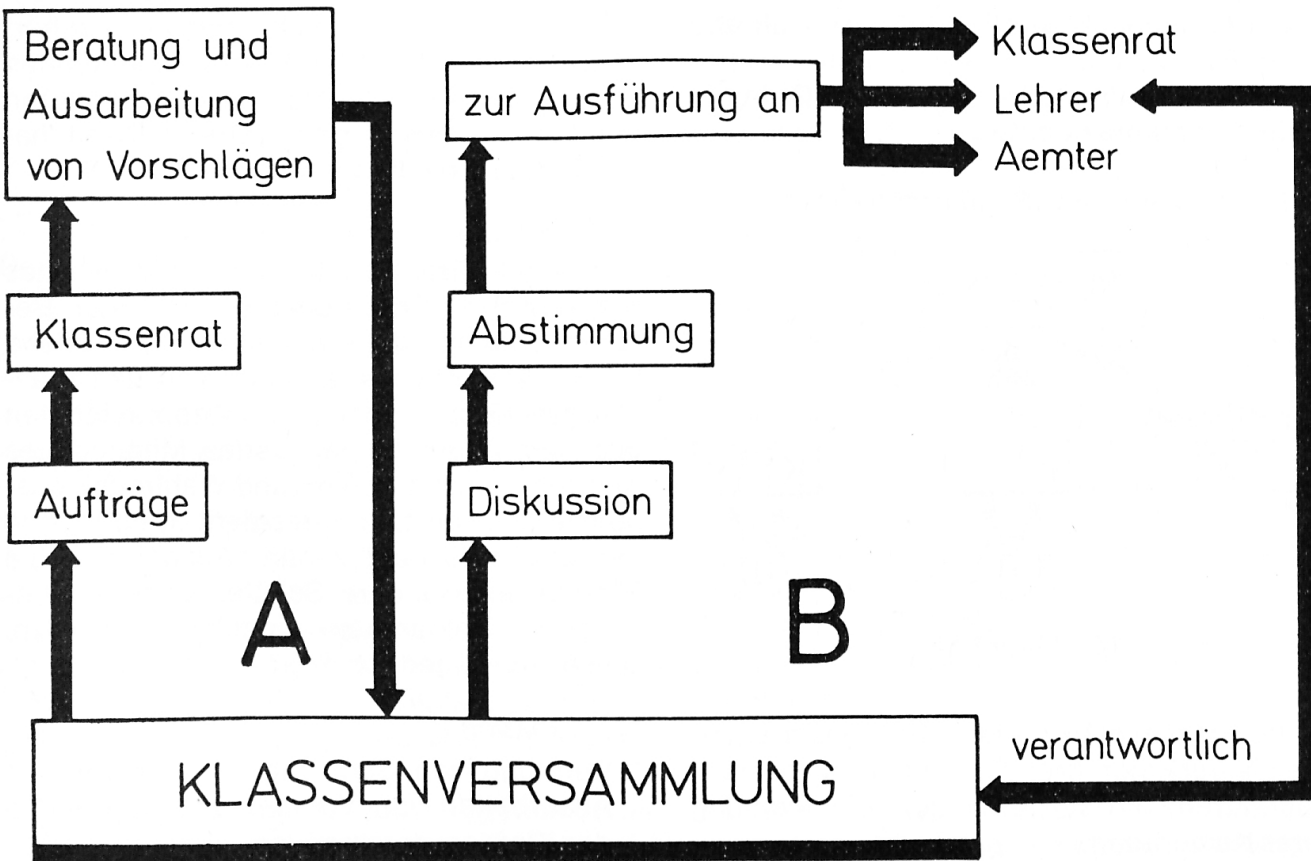 Beratung und
Ausarbeitung
von Vorschlägen
Klassenrat
Aufträge
A
zur Ausführung an
Klassenrat
Lehrer
Aemter
Abstimmung
Diskussion
B
verantwortlich
KLASSENVERSAMMLUNG